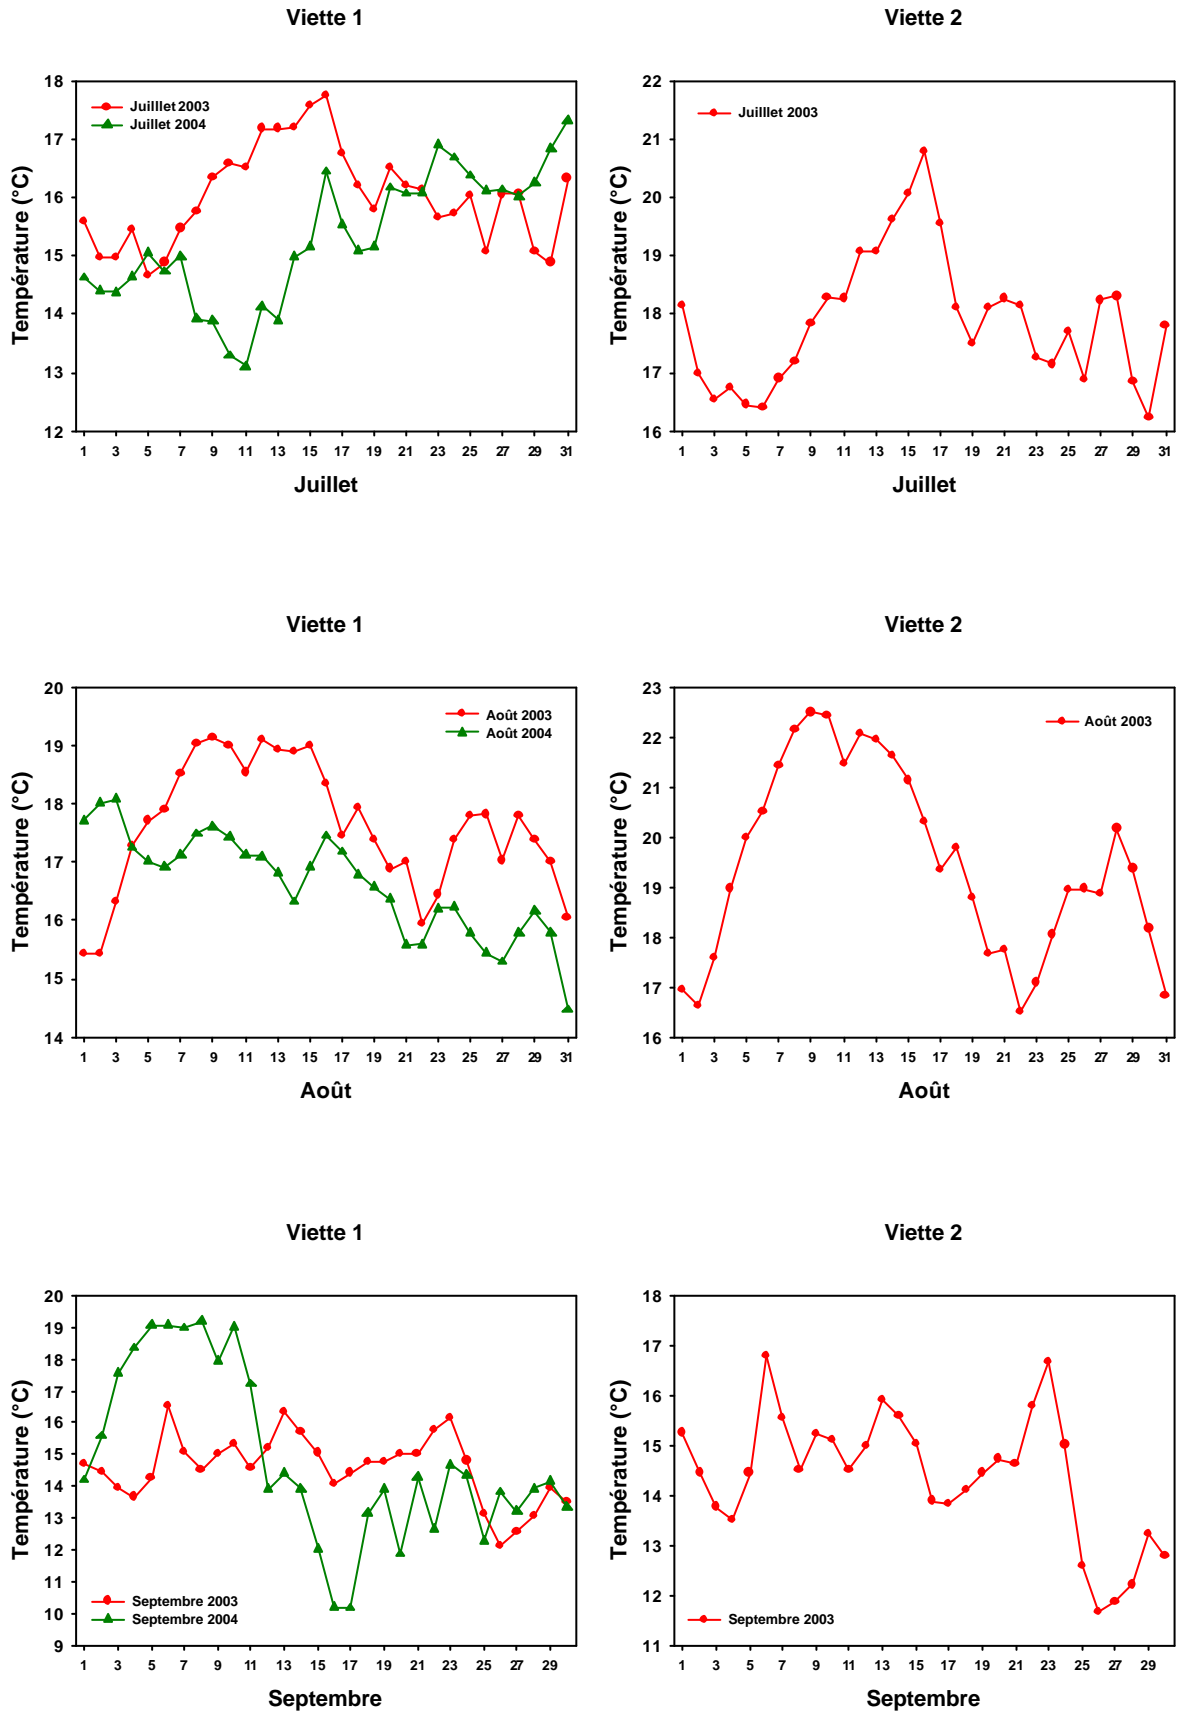 Viette 1
Viette 2
Température (°C)
18
17
16
15
14
13
12
Juilllet 2003
Juillet 2004
1 3 5 7 9 11 13 15 17 19 21 23 25 27 29 31
Juillet
Température (°C)
22
21
20
19
18
17
16
Juilllet 2003
1 3 5 7 9 11 13 15 17 19 21 23 25 27 29 31
Juillet
Viette 1
Viette 2
Température (°C)
20
19
18
17
16
15
14
Août 2003
Août 2004
1 3 5 7 9 11 13 15 17 19 21 23 25 27 29 31
Août
Température (°C)
23
22
21
20
19
18
17
16
Août 2003
1 3 5 7 9 11 13 15 17 19 21 23 25 27 29 31
Août
Viette 1
Viette 2
Température (°C)
20
19
18
17
16
15
14
13
12
11
10
9
Septembre 2003
Septembre 2004
1 3 5 7 9 11 13 15 17 19 21 23 25 27 29
Septembre
Température (°C)
18
17
16
15
14
13
12
11
Septembre 2003
1 3 5 7 9 11 13 15 17 19 21 23 25 27 29
Septembre